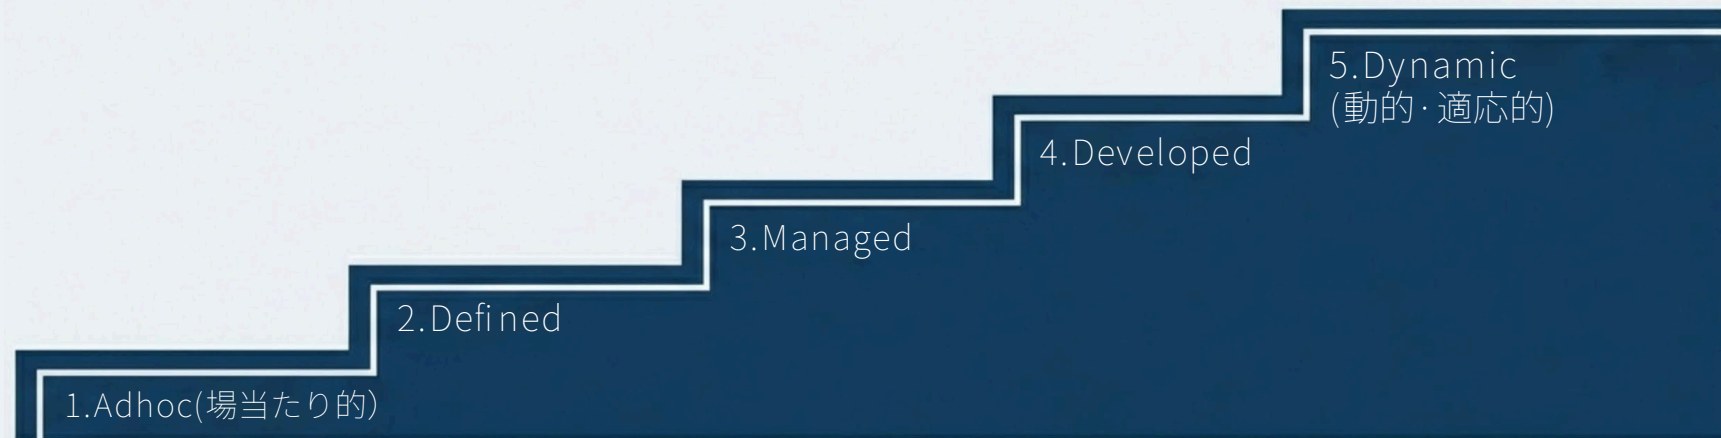 5.Dynamic
(動的·適応的)
4.Developed
3.Managed
2.Defined
1.Adhoc(場当たり的)